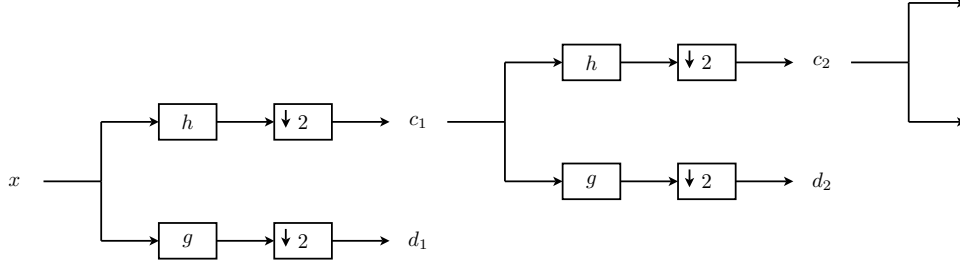 h ↓ 2 c₂
h ↓ 2 c₁
g ↓ 2 d₂
x
g ↓ 2 d₁